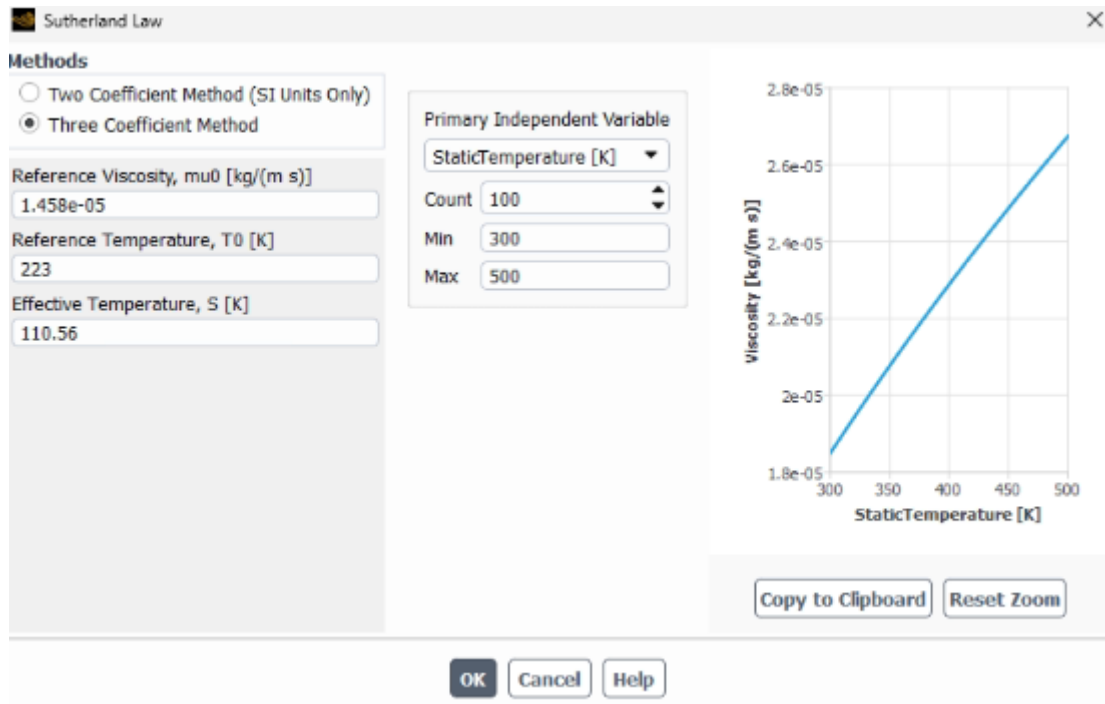 Sutherland Law
Methods
Two Coefficient Method (SI Units Only)
Three Coefficient Method
Reference Viscosity, mu0 [kg/(m s)]
1.458e-05
Reference Temperature, T0 [K]
223
Effective Temperature, S [K]
110.56
Primary Independent Variable
StaticTemperature [K]
Count 100
Min 300
Max 500
2.8e-05
2.6e-05
2.4e-05
2.2e-05
2e-05
1.8e-05
Viscosity [kg/(m s)]
300 350 400 450 500
StaticTemperature [K]
Copy to Clipboard Reset Zoom
OK Cancel Help